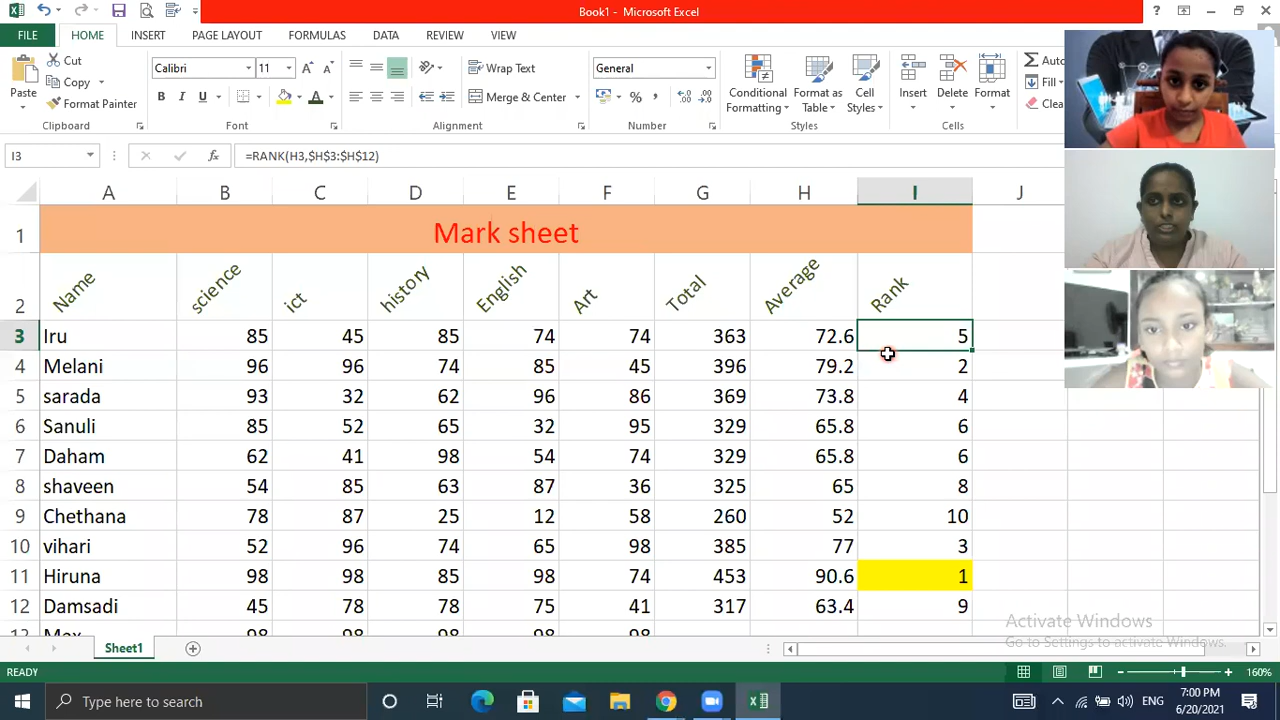 Book1 - Microsoft Excel
FILE HOME INSERT PAGE LAYOUT FORMULAS DATA REVIEW VIEW
Paste Cut Copy Format Painter
Calibri 11 Wrap Text General
B I U Merge & Center % ,
Conditional Formatting Format as Table Cell Styles Insert Delete Format
Fill
Clipboard Font Alignment Number Styles Cells
I3 fx =RANK(H3,$H$3:$H$12)
A B C D E F G H I J
1 Mark sheet
2 Name science ict history English Art Total Average Rank
3 Iru 85 45 85 74 74 363 72.6 5
4 Melani 96 96 74 85 45 396 79.2 2
5 sarada 93 32 62 96 86 369 73.8 4
6 Sanuli 85 52 65 32 95 329 65.8 6
7 Daham 62 41 98 54 74 329 65.8 6
8 shaveen 54 85 63 87 36 325 65 8
9 Chethana 78 87 25 12 58 260 52 10
10 vihari 52 96 74 65 98 385 77 3
11 Hiruna 98 98 85 98 74 453 90.6 1
12 Damsadi 45 78 78 75 41 317 63.4 9
Activate Windows
Go to Settings to activate Windows.
Sheet1
READY 160%
Type here to search
ENG 7:00 PM
6/20/2021